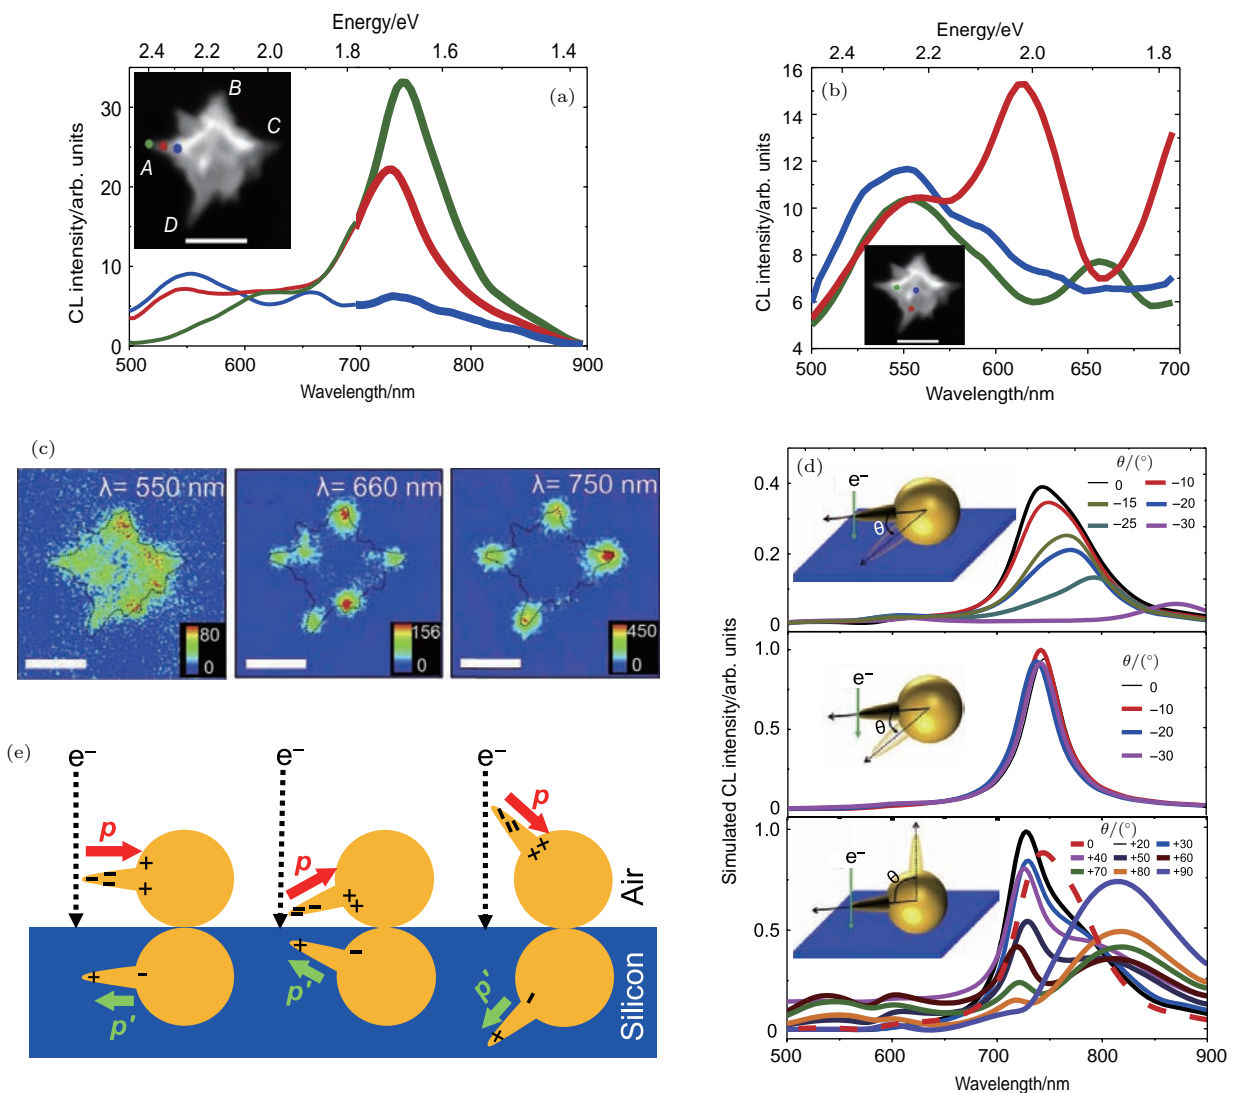 Energy/eV
2.4 2.2 2.0 1.8 1.6 1.4
(a)
B
C
A
D
30
20
10
0
CL intensity/arb. units
500 600 700 800 900
Wavelength/nm
Energy/eV
2.4 2.2 2.0 1.8
(b)
16
14
12
10
8
6
4
CL intensity/arb. units
500 550 600 650 700
Wavelength/nm
(c)
λ= 550 nm
80
0
λ= 660 nm
156
0
λ= 750 nm
450
0
(d)
θ/(°)
0 −10
−15 −20
−25 −30
e−
θ
0.4
0.2
0
θ/(°)
0
−10
−20
−30
e−
θ
1.0
0.5
0
θ/(°)
0 +20 +30
+40 +50 +60
+70 +80 +90
e−
θ
1.0
0.5
0
Simulated CL intensity/arb. units
500 600 700 800 900
Wavelength/nm
(e)
e− e− e−
p p p
+ + + + + +
− − − − − − − − −
Air
+ − + − + −
p′ p′ p′
Silicon